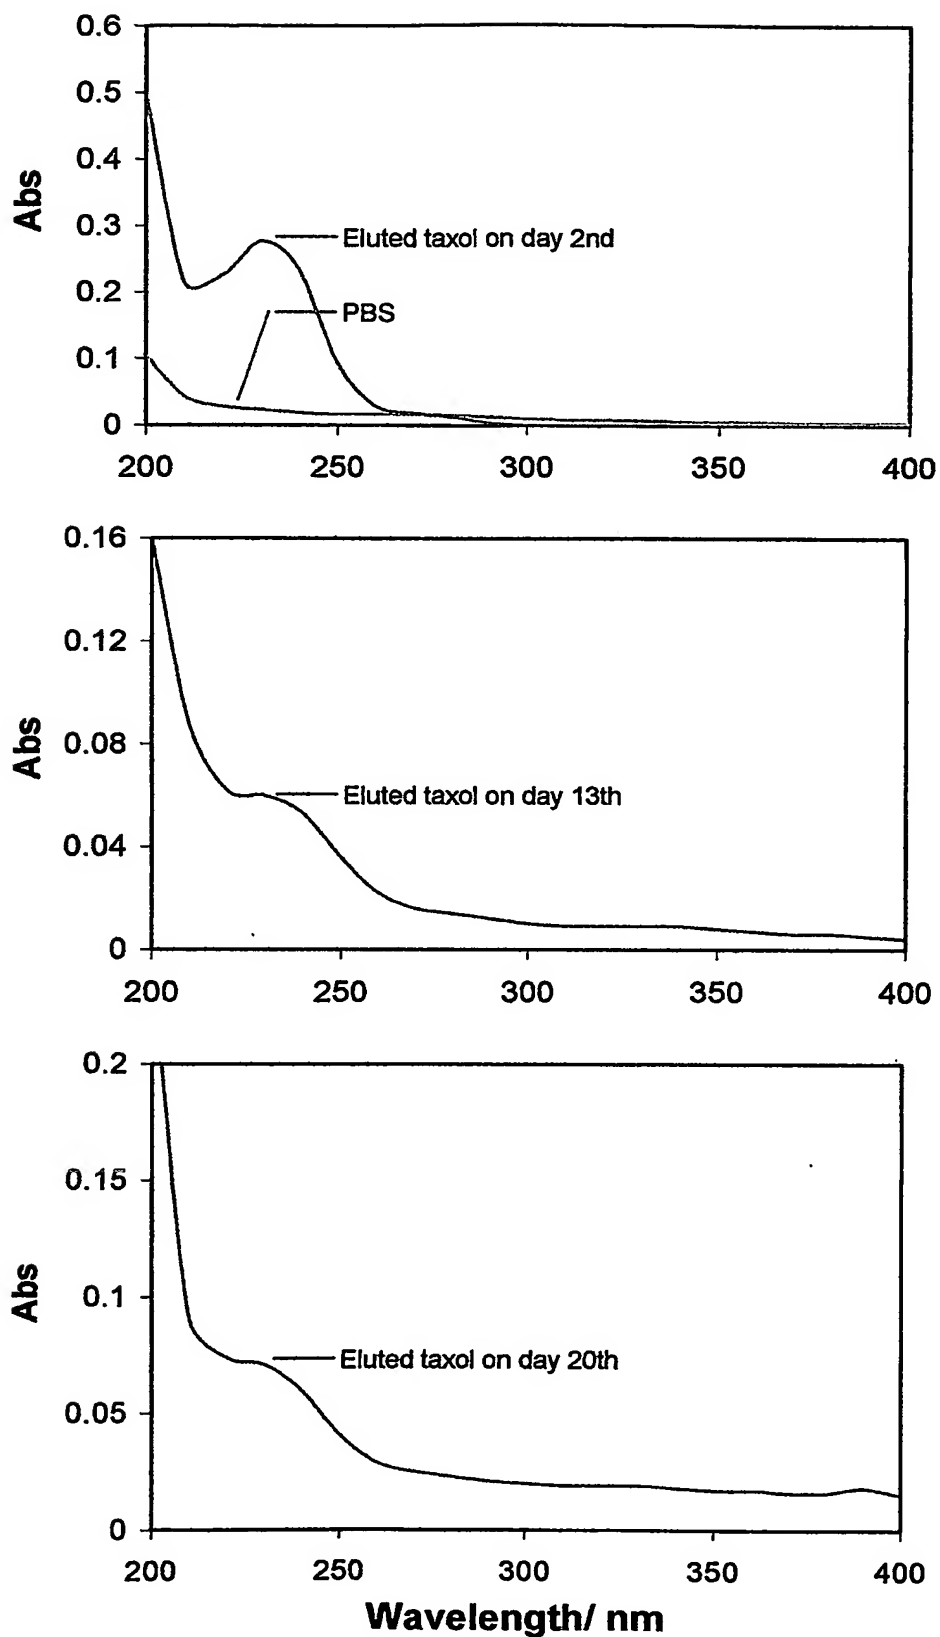 0.6
0.5
0.4
0.3
0.2
0.1
0
Abs
Eluted taxol on day 2nd
PBS
200 250 300 350 400
0.16
0.12
0.08
0.04
0
Abs
Eluted taxol on day 13th
200 250 300 350 400
0.2
0.15
0.1
0.05
0
Abs
Eluted taxol on day 20th
200 250 300 350 400
Wavelength/ nm